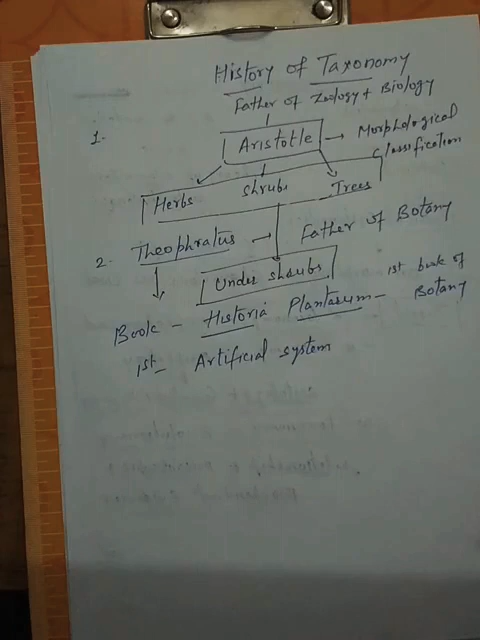 History of Taxonomy
Father of Zoology + Biology
1- Aristotle → Morphological
classification
Herbs shrubs Trees
2- Theophratus → Father of Botany
Under shrubs
Book - Historia Plantarum - 1st book of
Botany
1st- Artificial system